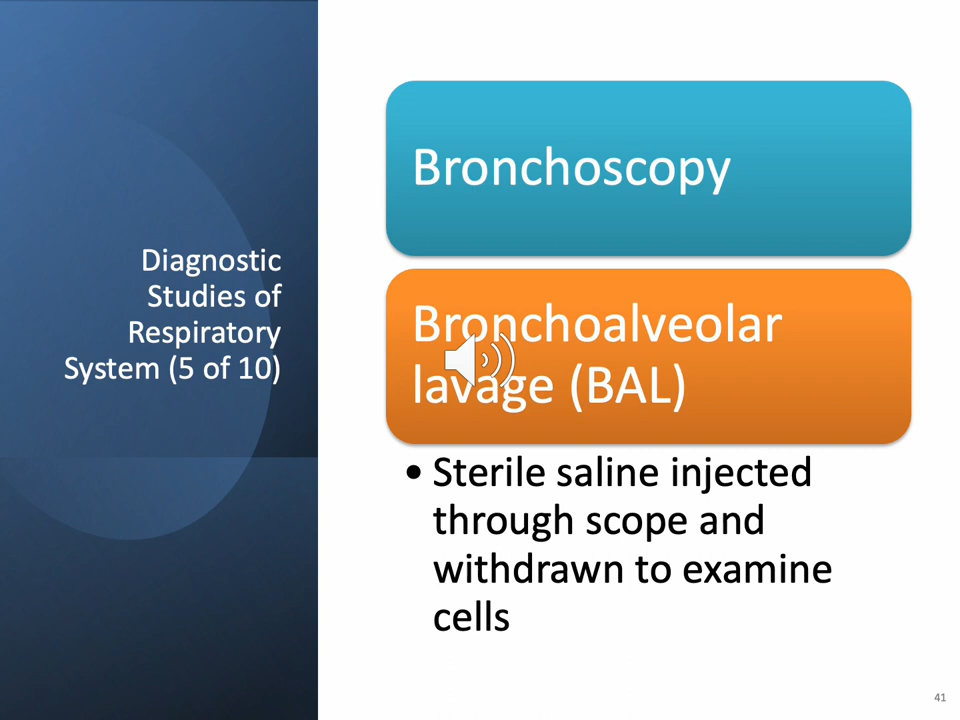 Diagnostic
Studies of
Respiratory
System (5 of 10)
Bronchoscopy
Bronchoalveolar
lavage (BAL)
• Sterile saline injected
through scope and
withdrawn to examine
cells
41